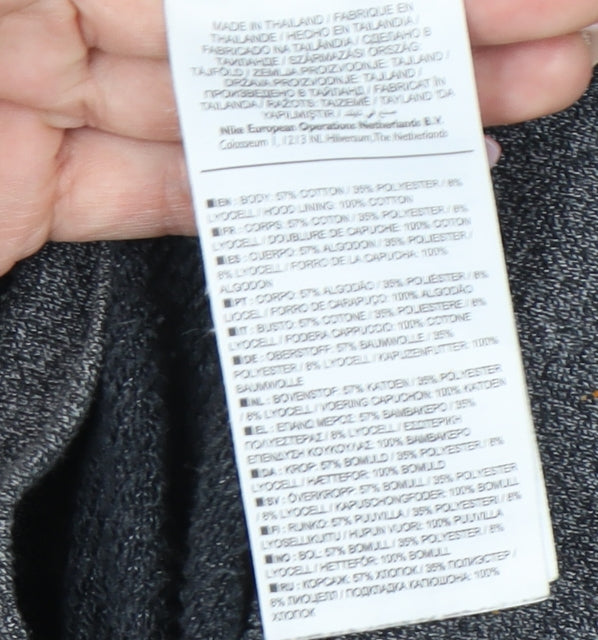 MADE IN THAILAND / FABRIQUE EN
THAILANDE / HECHO EN TAILANDIA /
FABRICADO NA TAILÂNDIA / СДЕЛАНО В
ТАИЛАНДЕ / SZÁRMAZÁSI ORSZÁG:
TÁJFÖLD / ZEMLJA PROIZVODNJE: TAJLAND /
DRŽAVA PROIZVODNJE: TAJLAND /
ПРОИЗВЕДЕНО В ТАЙЛАНД / FABRICAT ÎN
TAILANDA / RAŽOTS: TAIZEME / TAYLAND 'DA
YAPILMIŞTIR /
Nike European Operations Netherlands B.V.
Colosseum 1, 1213 NL Hilversum, The Netherlands
■EN : BODY: 57% COTTON / 35% POLYESTER / 8%
LYOCELL / HOOD LINING: 100% COTTON
■FR : CORPS: 57% COTON / 35% POLYESTER / 8%
LYOCELL / DOUBLURE DE CAPUCHE: 100% COTON
■ES : CUERPO: 57% ALGODON / 35% POLIÉSTER /
8% LYOCELL / FORRO DE LA CAPUCHA: 100%
ALGODON
■PT : CORPO: 57% ALGODÃO / 35% POLIÉSTER / 8%
LIOCEL / FORRO DE CARAPUÇO: 100% ALGODÃO
■IT : BUSTO: 57% COTONE / 35% POLIESTERE / 8%
LYOCELL / FODERA CAPPUCCIO: 100% COTONE
■DE : OBERSTOFF: 57% BAUMWOLLE / 35%
POLYESTER / 8% LYOCELL / KAPUZENFUTTER: 100%
BAUMWOLLE
■NL : BOVENSTOF: 57% KATOEN / 35% POLYESTER
/ 8% LYOCELL / VOERING CAPUCHON: 100% KATOEN
■EL : ΕΠΑΝΩ ΜΕΡΟΣ: 57% ΒΑΜΒΑΚΕΡΟ / 35%
ΠΟΛΥΕΣΤΕΡΑΣ / 8% LYOCELL / ΕΣΩΤΕΡΙΚΗ
ΕΠΕΝΔΥΣΗ ΚΟΥΚΟΥΛΑΣ: 100% ΒΑΜΒΑΚΕΡΟ
■DA : KROP: 57% BOMULD / 35% POLYESTER / 8%
LYOCELL / HÆTTEFOR: 100% BOMULD
■SV : ÖVERKROPP: 57% BOMULL / 35% POLYESTER
/ 8% LYOCELL / KAPUSCHONGFODER: 100% BOMULL
■FI : RUNKO: 57% PUUVILLA / 35% POLYESTERI / 8%
LYOSELLIKUITU / HUPUN VUORI: 100% PUUVILLA
■NO : BOL: 57% BOMULL / 35% POLYESTER / 8%
LYOCELL / HETTEFÔR: 100% BOMULL
■RU : КОРСАЖ: 57% ХЛОПОК / 35% ПОЛИЭСТЕР /
8% ЛИОЦЕЛЛ / ПОДКЛАДКА КАПЮШОНА: 100%
ХЛОПОК